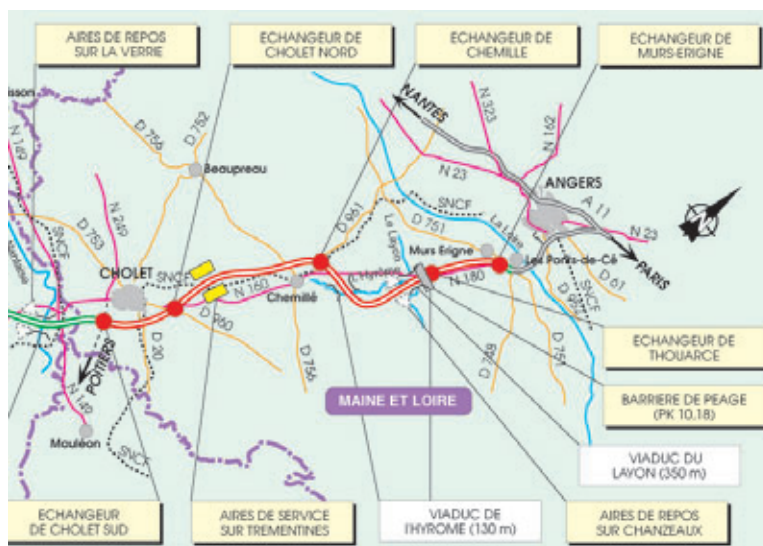 AIRES DE REPOS
SUR LA VERRIE
ECHANGEUR DE
CHOLET NORD
ECHANGEUR DE
CHEMILLE
ECHANGEUR DE
MURS-ERIGNE
N 149
D 756
D 752
Beaupreau
NANTES
N 323
N 162
N 23
ANGERS
A 11
N 23
PARIS
D 961
SNCF
D 751
La Loire
Le Layon
Murs Erigne
Les Ponts-de-Cé
D 61
SNCF
N 249
D 753
SNCF
CHOLET
SNCF
N 160
Chemillé
L'Hyrôme
N 180
D 960
D 20
POITIERS
N 149
SNCF
Mauléon
D 756
D 748
D 751
MAINE ET LOIRE
ECHANGEUR DE
THOUARCE
BARRIERE DE PEAGE
(PK 10.18)
VIADUC DU
LAYON (350 m)
ECHANGEUR
DE CHOLET SUD
AIRES DE SERVICE
SUR TREMENTINES
VIADUC DE
l'HYROME (130 m)
AIRES DE REPOS
SUR CHANZEAUX